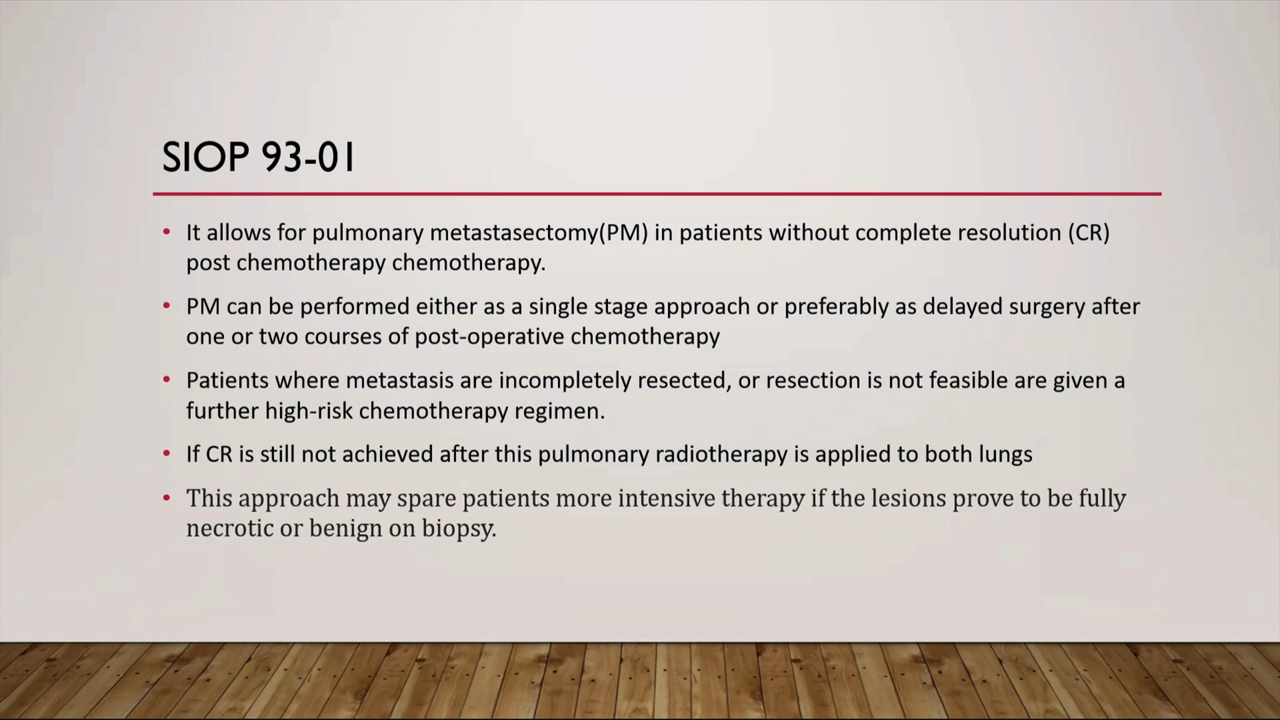 SIOP 93-01
• It allows for pulmonary metastasectomy(PM) in patients without complete resolution (CR)
post chemotherapy chemotherapy.
• PM can be performed either as a single stage approach or preferably as delayed surgery after
one or two courses of post-operative chemotherapy
• Patients where metastasis are incompletely resected, or resection is not feasible are given a
further high-risk chemotherapy regimen.
• If CR is still not achieved after this pulmonary radiotherapy is applied to both lungs
• This approach may spare patients more intensive therapy if the lesions prove to be fully
necrotic or benign on biopsy.